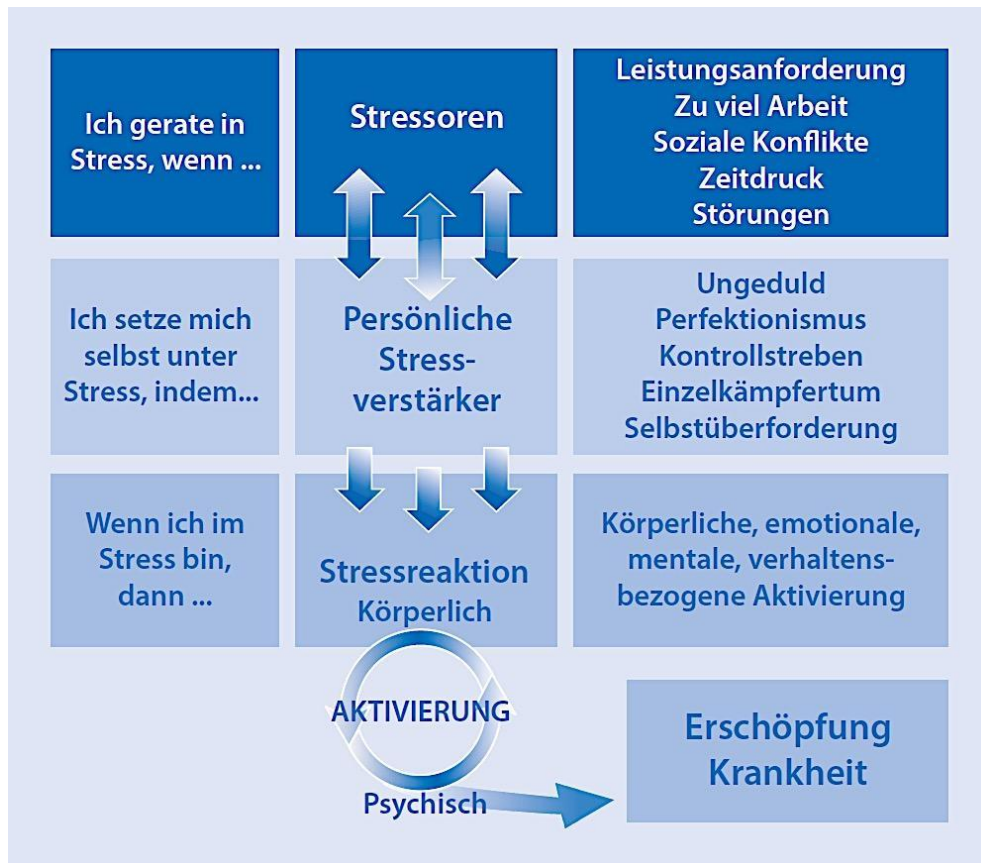 Ich gerate in
Stress, wenn ...
Stressoren
Leistungsanforderung
Zu viel Arbeit
Soziale Konflikte
Zeitdruck
Störungen
Ich setze mich
selbst unter
Stress, indem...
Persönliche
Stress-
verstärker
Ungeduld
Perfektionismus
Kontrollstreben
Einzelkämpfertum
Selbstüberforderung
Wenn ich im
Stress bin,
dann ...
Stressreaktion
Körperlich
Körperliche, emotionale,
mentale, verhaltens-
bezogene Aktivierung
AKTIVIERUNG
Psychisch
Erschöpfung
Krankheit